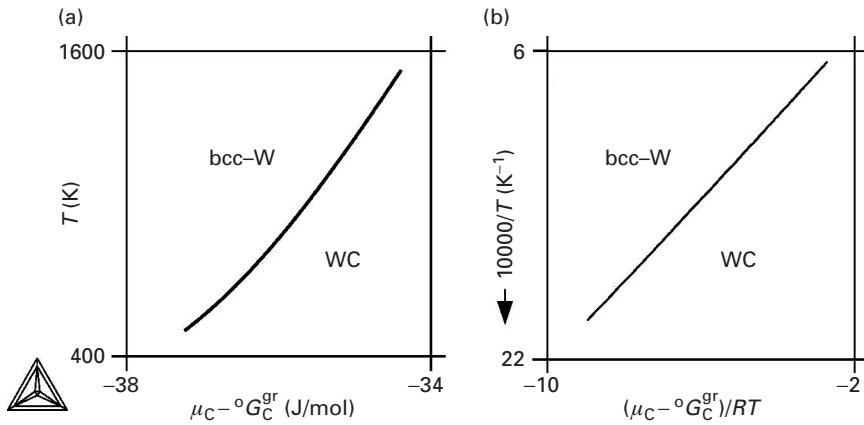 (a)
1600
T (K)
bcc–W
WC
400
–38
–34
μC – °GCgr (J/mol)
(b)
6
10000/T (K–1)
bcc–W
WC
22
–10
–2
(μC – °GCgr)/RT